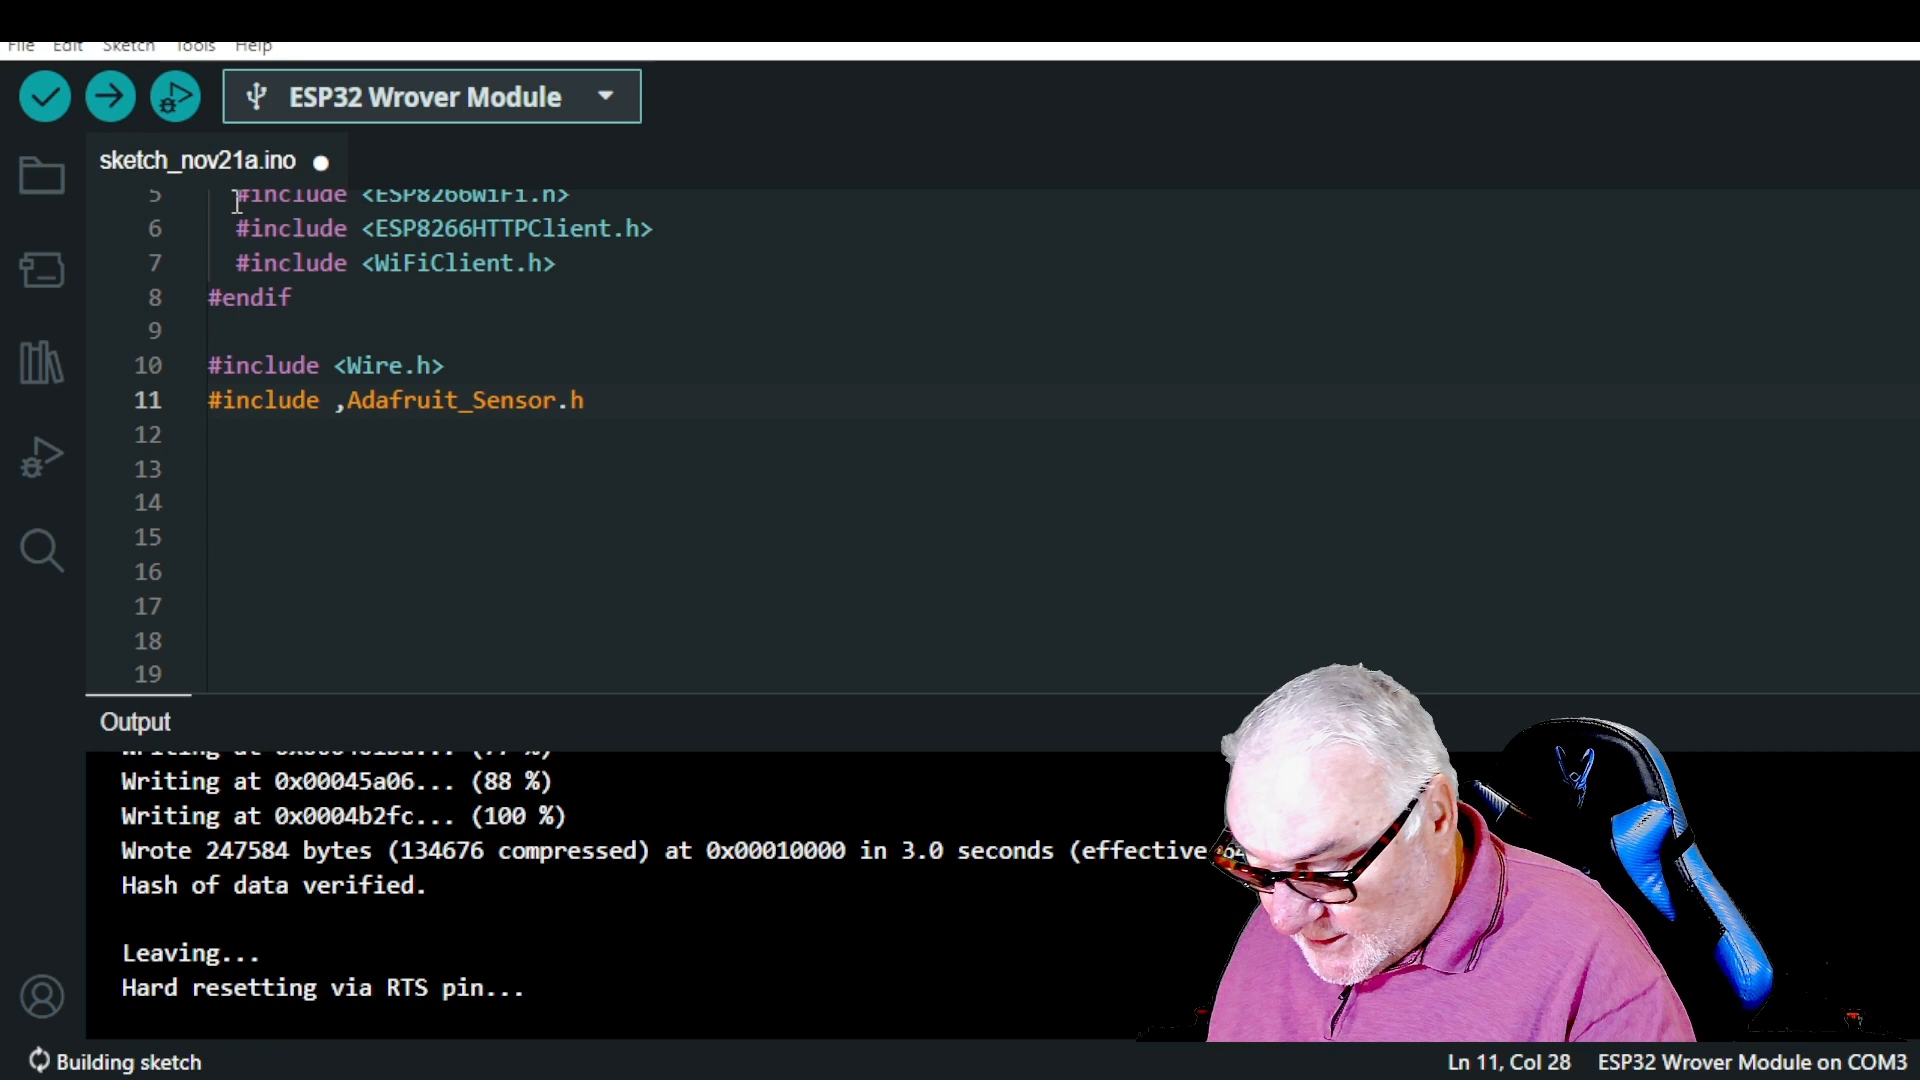 File Edit Sketch Tools Help
ESP32 Wrover Module
sketch_nov21a.ino
5 #include <ESP8266WiFi.h>
6 #include <ESP8266HTTPClient.h>
7 #include <WiFiClient.h>
8 #endif
9
10 #include <Wire.h>
11 #include ,Adafruit_Sensor.h
12
13
14
15
16
17
18
19
Output
Writing at
Writing at 0x00045a06... (88 %)
Writing at 0x0004b2fc... (100 %)
Wrote 247584 bytes (134676 compressed) at 0x00010000 in 3.0 seconds (effective
Hash of data verified.
Leaving...
Hard resetting via RTS pin...
Building sketch
Ln 11, Col 28 ESP32 Wrover Module on COM3